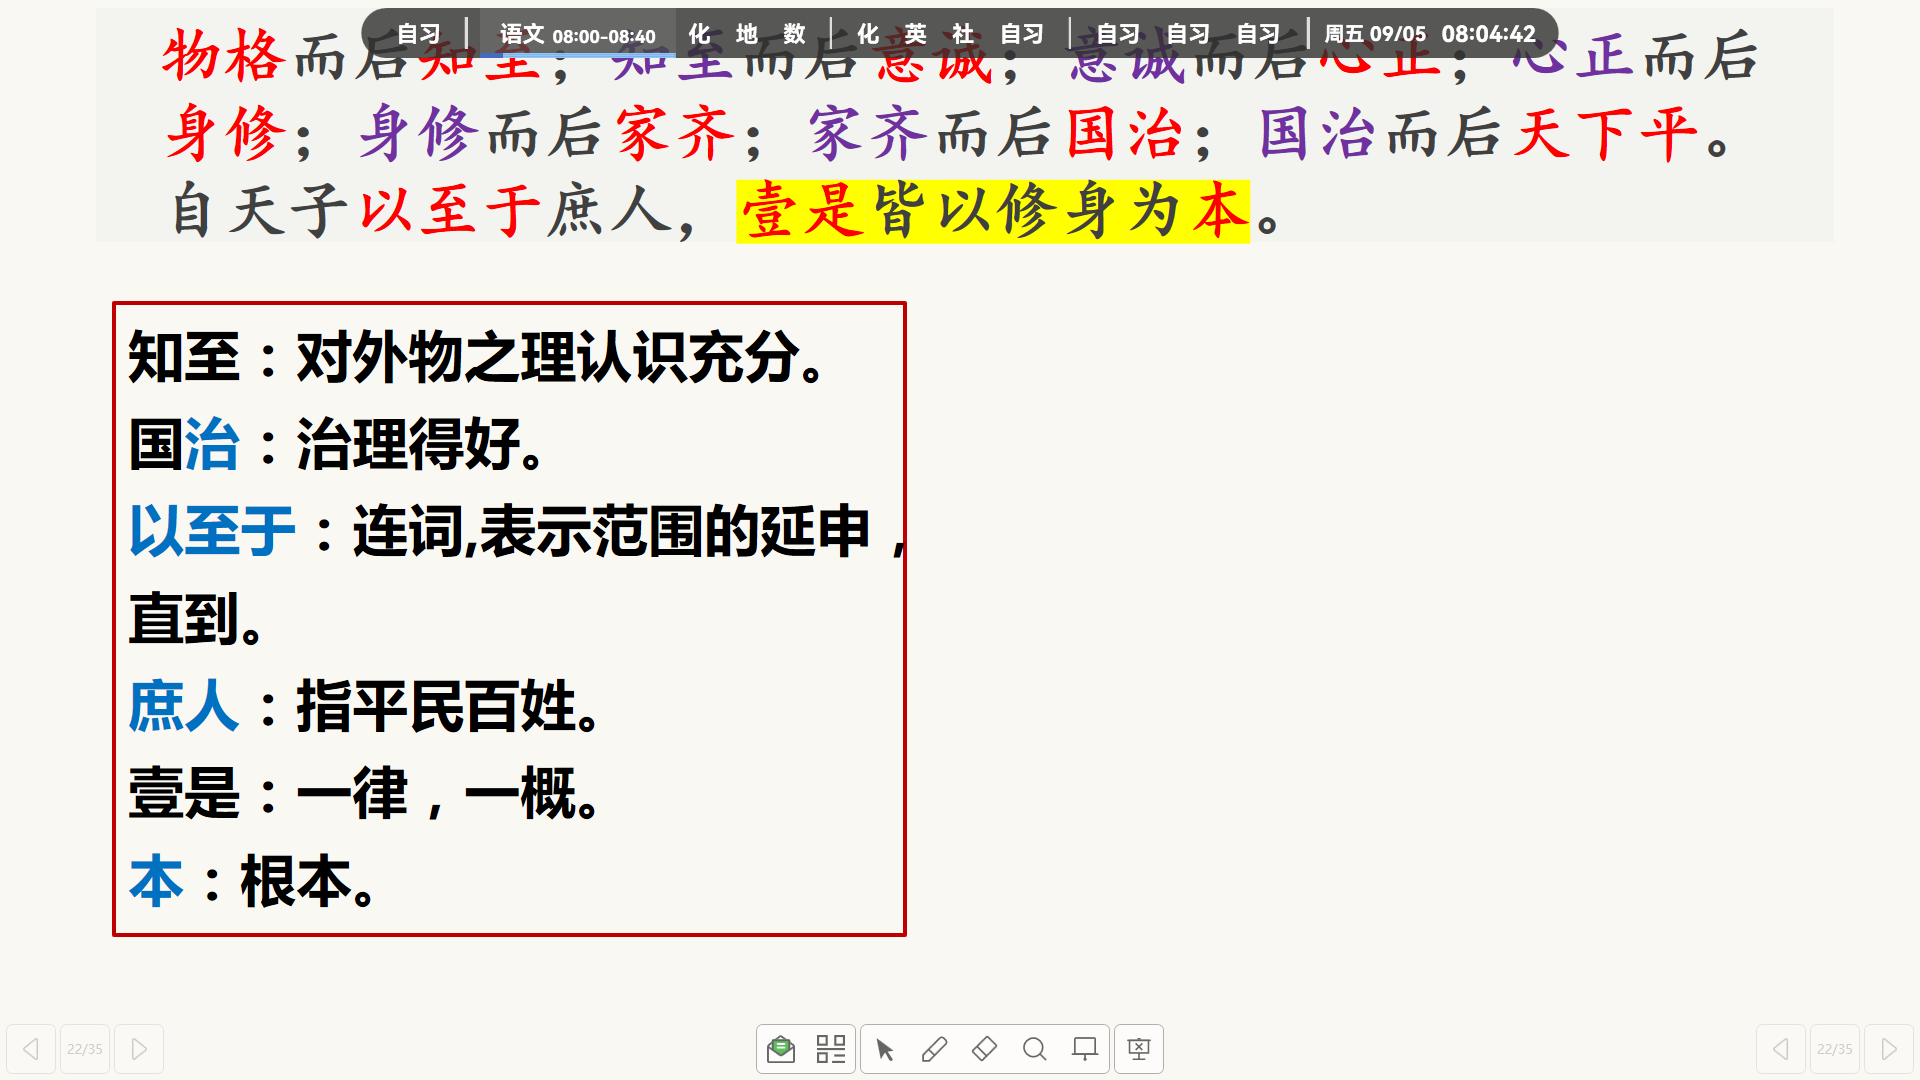 自习 语文 08:00-08:40 化 地 数 化 英 社 自习 自习 自习 自习 周五 09/05 08:04:42
物格而后知至；知至而后意诚；意诚而后心正；心正而后
身修；身修而后家齐；家齐而后国治；国治而后天下平。
自天子以至于庶人，壹是皆以修身为本。
知至：对外物之理认识充分。
国治：治理得好。
以至于：连词,表示范围的延申，
直到。
庶人：指平民百姓。
壹是：一律，一概。
本：根本。
22/35
22/35